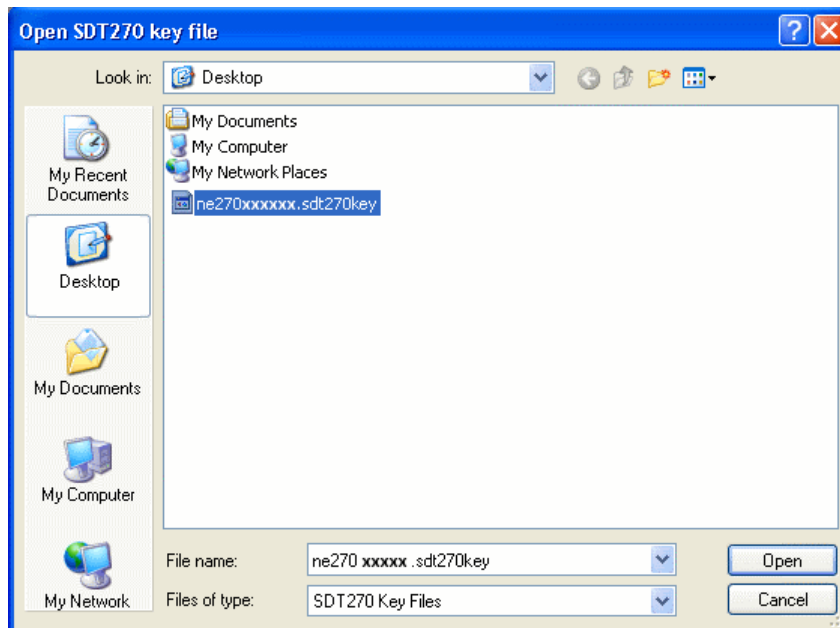 Open SDT270 key file
Look in: Desktop
My Recent
Documents
Desktop
My Documents
My Computer
My Network
My Documents
My Computer
My Network Places
ne270xxxxxx.sdt270key
File name: ne270 xxxxx .sdt270key Open
Files of type: SDT270 Key Files Cancel